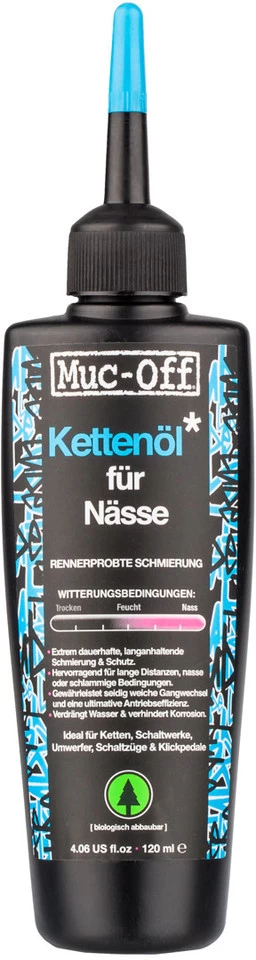 Muc-Off
Kettenöl*
für
Nässe
RENNERPROBTE SCHMIERUNG
WITTERUNGSBEDINGUNGEN:
Trocken Feucht Nass
• Extrem dauerhafte, langanhaltende
Schmierung & Schutz.
• Hervorragend für lange Distanzen, nasse
oder schlammige Bedingungen.
• Gewährleistet seidig weiche Gangwechsel
und eine ultimative Antriebseffizienz.
• Verdrängt Wasser & verhindert Korrosion.
Ideal für Ketten, Schaltwerke,
Umwerfer, Schaltzüge & Klickpedale
[ biologisch abbaubar ]
4.06 US fl.oz · 120 ml ℮